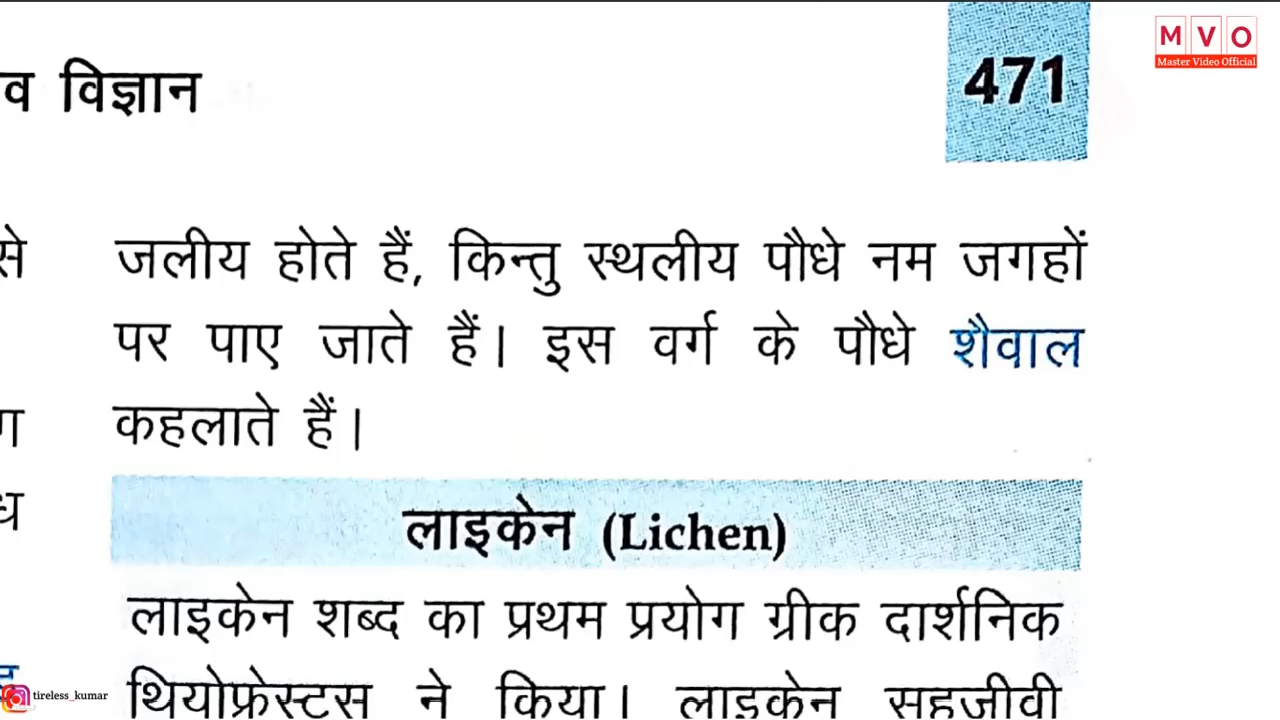 व विज्ञान
471
M V O
Master Video Official
से
जलीय होते हैं, किन्तु स्थलीय पौधे नम जगहों
पर पाए जाते हैं। इस वर्ग के पौधे शैवाल
कहलाते हैं।
ग
ध
लाइकेन (Lichen)
लाइकेन शब्द का प्रथम प्रयोग ग्रीक दार्शनिक
थियोफ्रेस्टस ने किया। लाइकेन सहजीवी
tireless_kumar